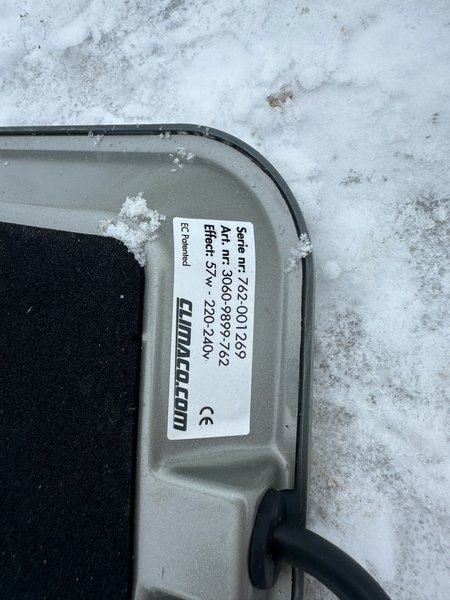 Serie nr: 762-001269
Art. nr: 3060-9899-762
Effect: 57w - 220-240v
EC Patented
CLIMACO.COM
CE